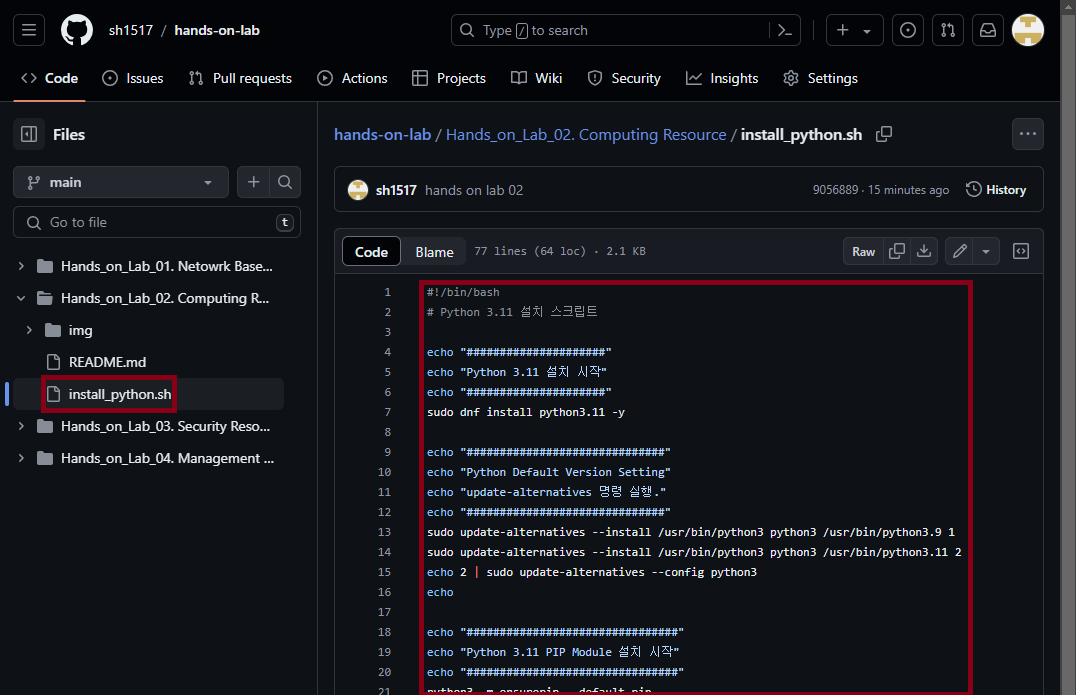 sh1517 / hands-on-lab
Type / to search
Code Issues Pull requests Actions Projects Wiki Security Insights Settings
Files
main
Go to file t
Hands_on_Lab_01. Netowrk Base...
Hands_on_Lab_02. Computing R...
img
README.md
install_python.sh
Hands_on_Lab_03. Security Reso...
Hands_on_Lab_04. Management ...
hands-on-lab / Hands_on_Lab_02. Computing Resource / install_python.sh
sh1517 hands on lab 02 9056889 · 15 minutes ago History
Code Blame 77 lines (64 loc) · 2.1 KB Raw
1 #!/bin/bash
2 # Python 3.11 설치 스크립트
3
4 echo "#####################"
5 echo "Python 3.11 설치 시작"
6 echo "#####################"
7 sudo dnf install python3.11 -y
8
9 echo "##############################"
10 echo "Python Default Version Setting"
11 echo "update-alternatives 명령 실행."
12 echo "##############################"
13 sudo update-alternatives --install /usr/bin/python3 python3 /usr/bin/python3.9 1
14 sudo update-alternatives --install /usr/bin/python3 python3 /usr/bin/python3.11 2
15 echo 2 | sudo update-alternatives --config python3
16 echo
17
18 echo "################################"
19 echo "Python 3.11 PIP Module 설치 시작"
20 echo "################################"
21 python3 -m ensurepip --default-pip